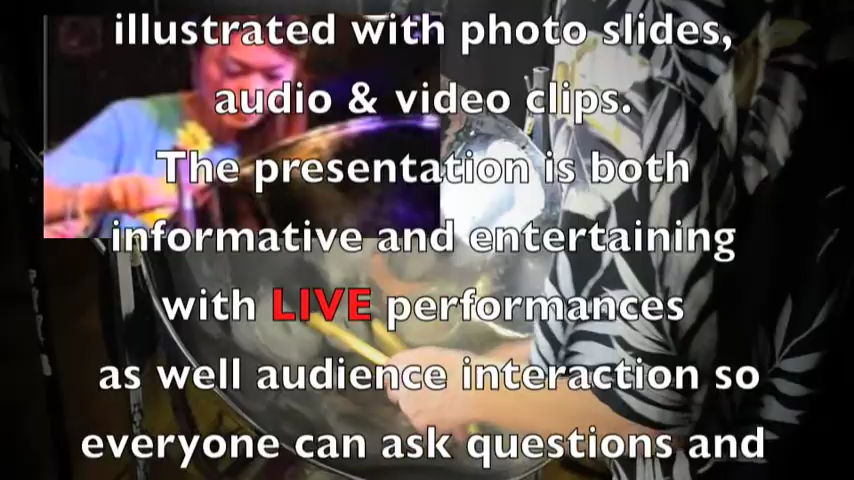 illustrated with photo slides,
audio & video clips.
The presentation is both
informative and entertaining
with LIVE performances
as well audience interaction so
everyone can ask questions and